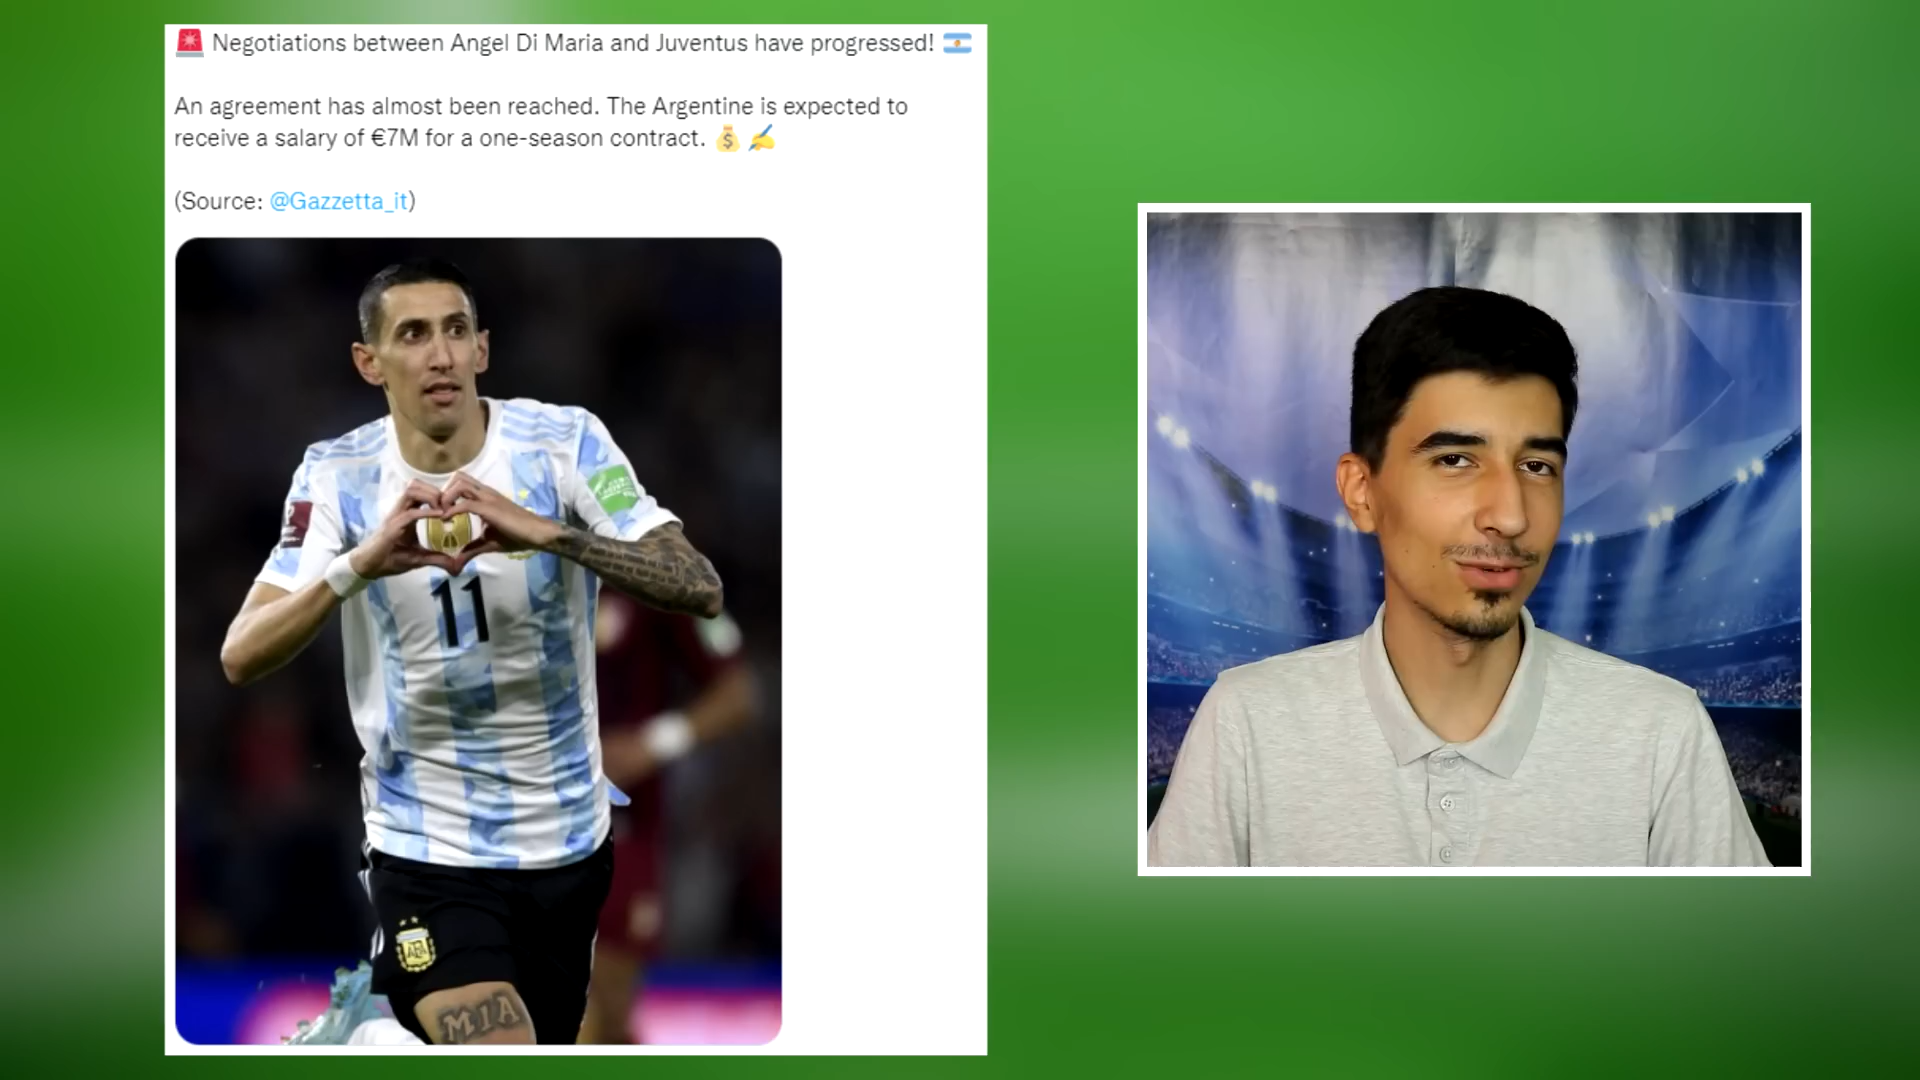 🚨 Negotiations between Angel Di Maria and Juventus have progressed! 🇦🇷
An agreement has almost been reached. The Argentine is expected to
receive a salary of €7M for a one-season contract. 💰 ✍️
(Source: @Gazzetta_it)
11
AFA
MIA